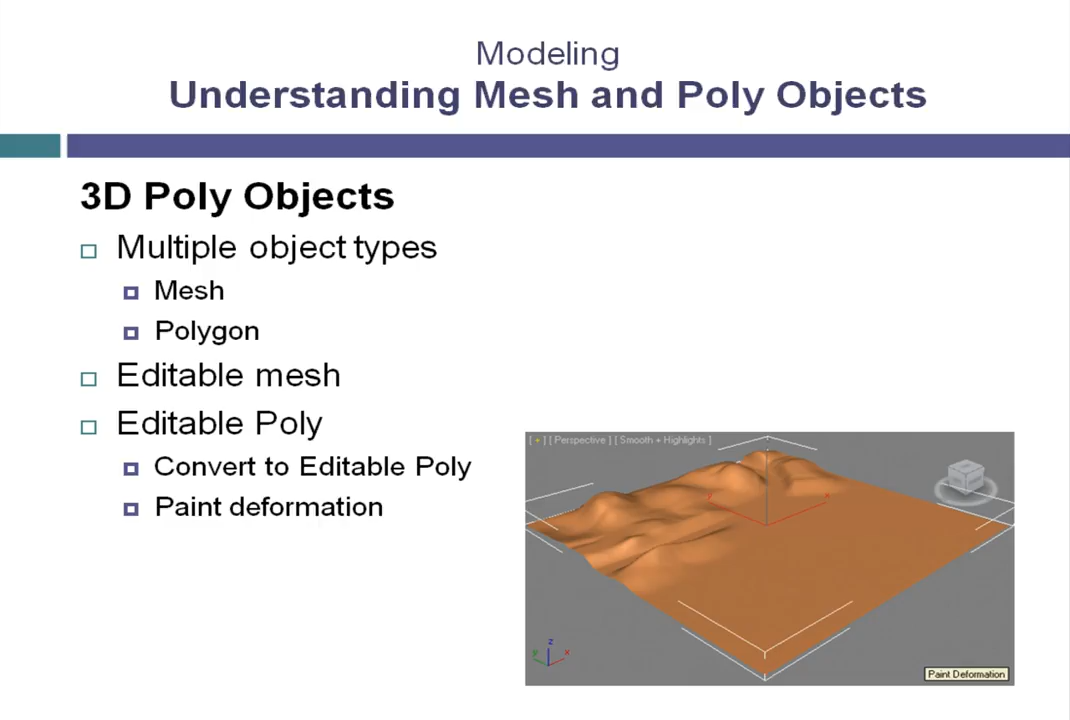 Modeling
Understanding Mesh and Poly Objects
3D Poly Objects
Multiple object types
Mesh
Polygon
Editable mesh
Editable Poly
Convert to Editable Poly
Paint deformation
[ + ] [ Perspective ] [ Smooth + Highlights ]
y
x
z
y
x
Paint Deformation